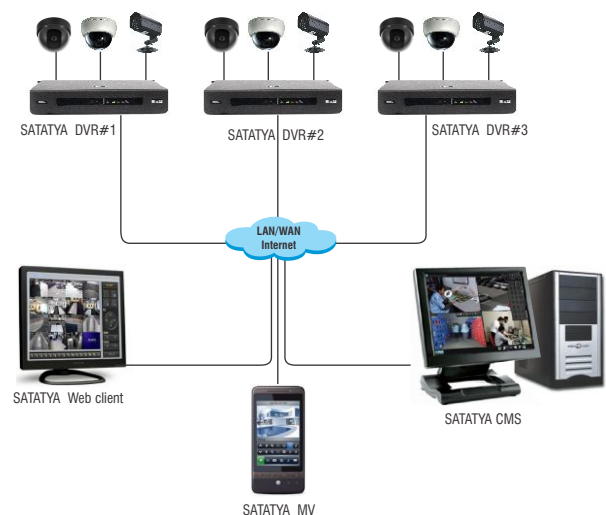 SATATYA DVR#1
SATATYA DVR#2
SATATYA DVR#3
LAN/WAN
Internet
SATATYA Web client
SATATYA CMS
SATATYA MV